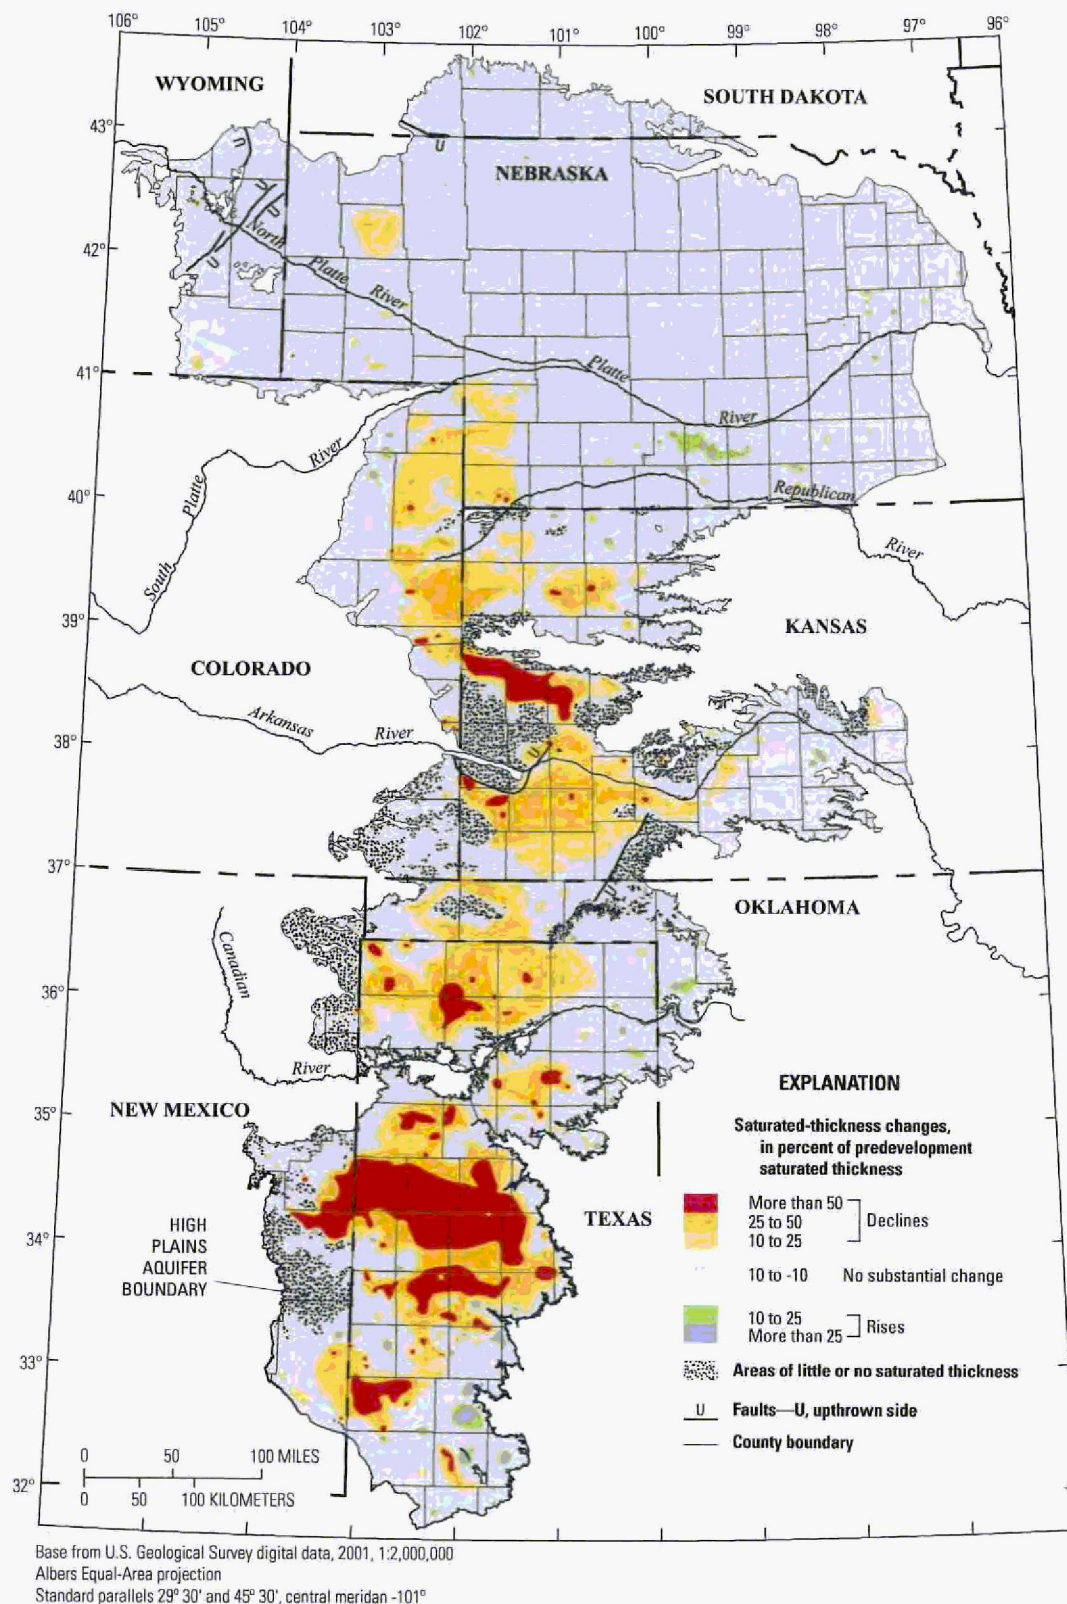 106° 105° 104° 103° 102° 101° 100° 99° 98° 97° 96°
WYOMING
SOUTH DAKOTA
43°
U
U
NEBRASKA
U
U
North
42°
U
Platte
River
41°
Platte
River
River
40°
Platte
Republican
South
River
39°
KANSAS
COLORADO
Arkansas
River
38°
U
37°
U
OKLAHOMA
Canadian
36°
River
EXPLANATION
35°
NEW MEXICO
Saturated-thickness changes,
in percent of predevelopment
saturated thickness
More than 50
25 to 50
Declines
10 to 25
TEXAS
HIGH
PLAINS
AQUIFER
BOUNDARY
34°
10 to -10 No substantial change
10 to 25
More than 25
Rises
33°
Areas of little or no saturated thickness
U Faults—U, upthrown side
County boundary
0 50 100 MILES
0 50 100 KILOMETERS
32°
Base from U.S. Geological Survey digital data, 2001, 1:2,000,000
Albers Equal-Area projection
Standard parallels 29° 30' and 45° 30', central meridian -101°